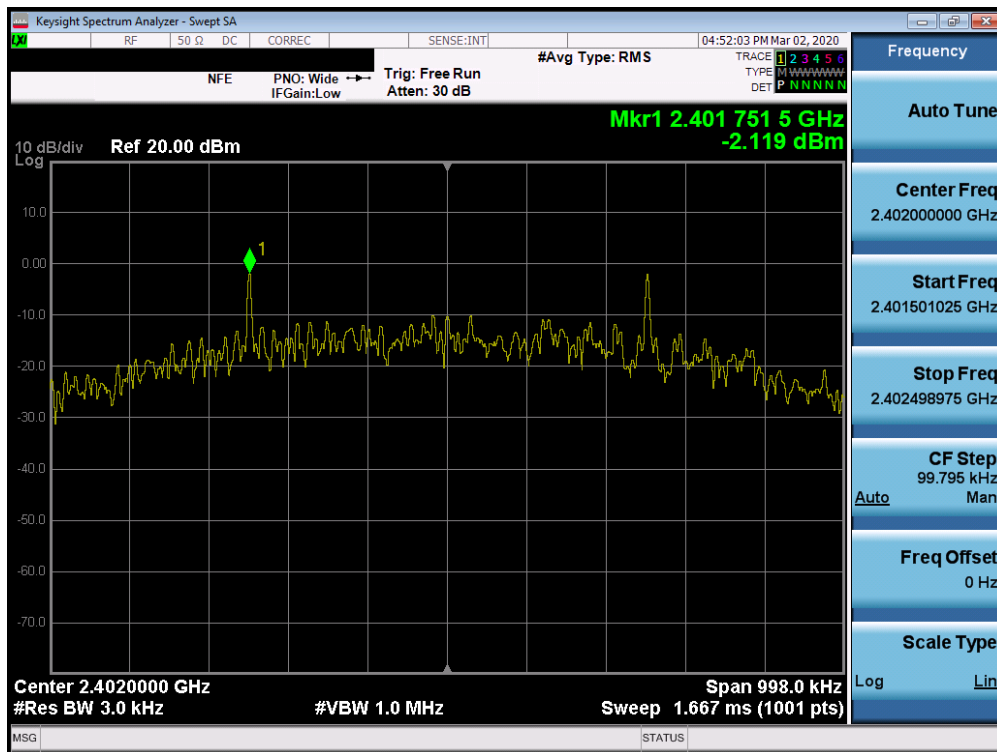 Keysight Spectrum Analyzer - Swept SA
LXI RF 50 Ω DC CORREC SENSE:INT 04:52:03 PM Mar 02, 2020
NFE PNO: Wide Trig: Free Run #Avg Type: RMS TRACE 1 2 3 4 5 6
IFGain:Low Atten: 30 dB TYPE M WWWWW
DET P N N N N N
Mkr1 2.401 751 5 GHz
-2.119 dBm
10 dB/div Ref 20.00 dBm
Log
10.0
0.00
1
-10.0
-20.0
-30.0
-40.0
-50.0
-60.0
-70.0
Center 2.4020000 GHz Span 998.0 kHz
#Res BW 3.0 kHz #VBW 1.0 MHz Sweep 1.667 ms (1001 pts)
MSG STATUS
Frequency
Auto Tune
Center Freq
2.402000000 GHz
Start Freq
2.401501025 GHz
Stop Freq
2.402498975 GHz
CF Step
99.795 kHz
Auto Man
Freq Offset
0 Hz
Scale Type
Log Lin